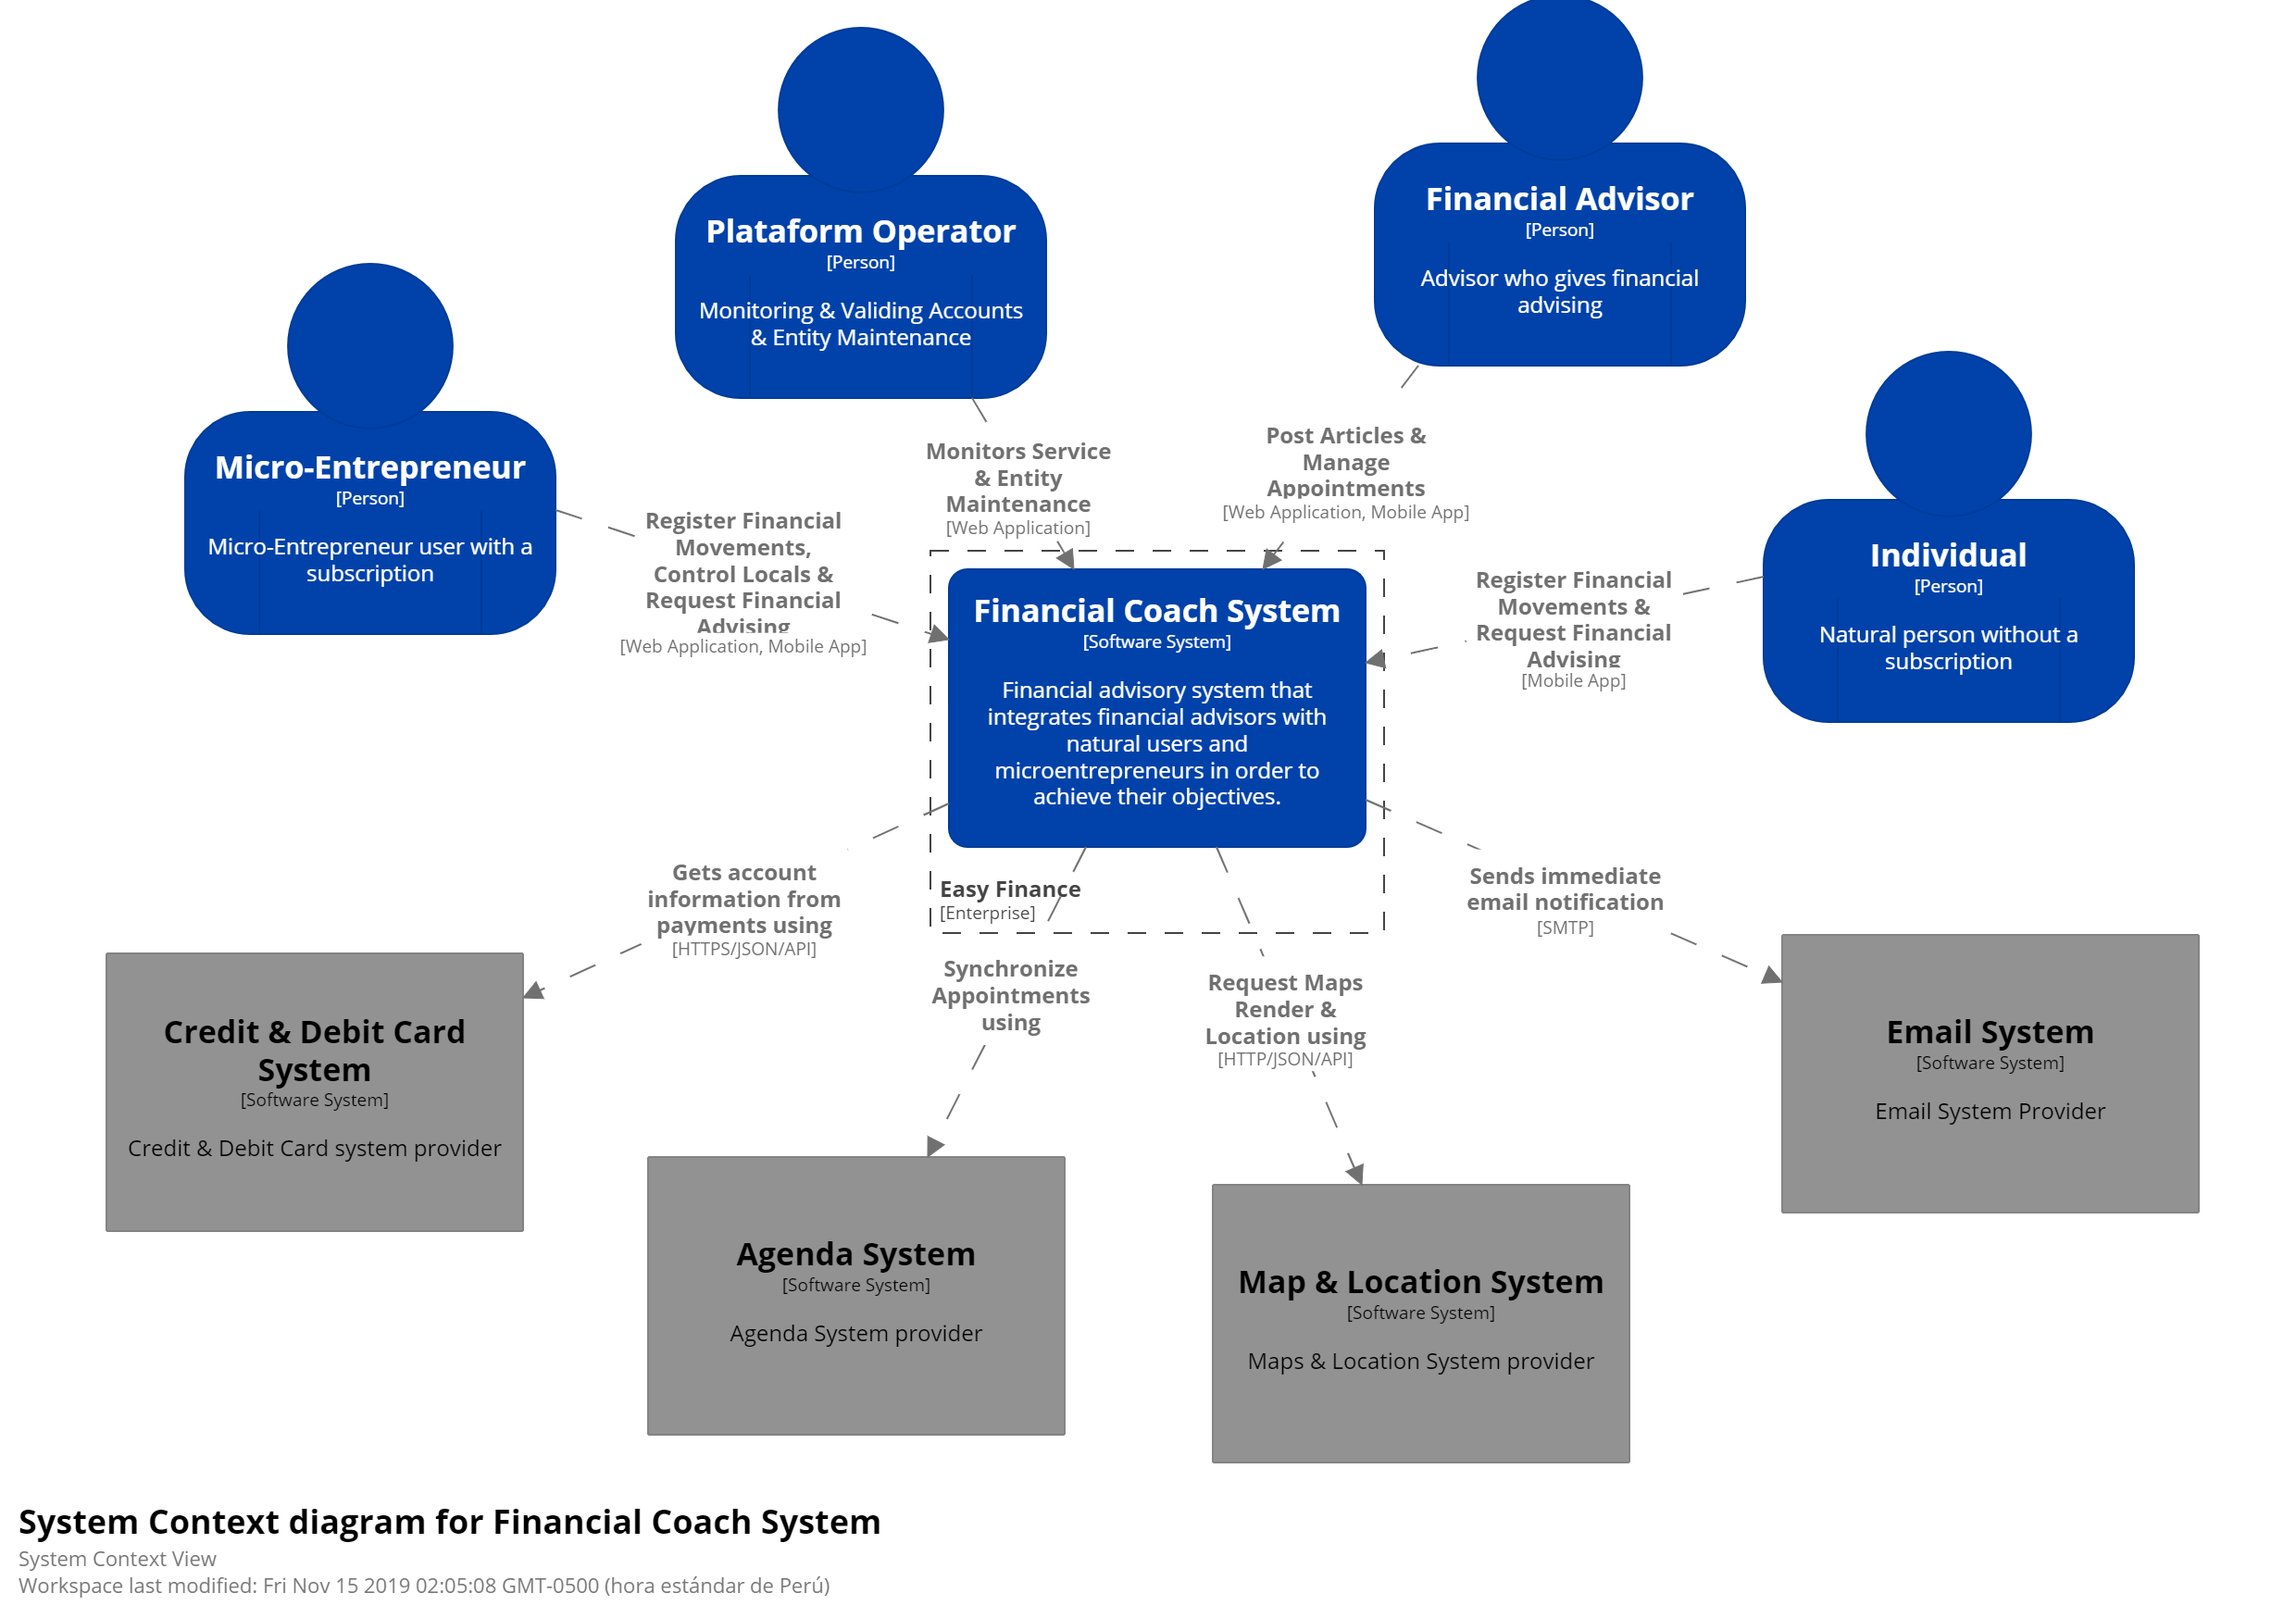 Financial Advisor
[Person]
Advisor who gives financial
advising
Plataform Operator
[Person]
Monitoring & Validing Accounts
& Entity Maintenance
Micro-Entrepreneur
[Person]
Micro-Entrepreneur user with a
subscription
Individual
[Person]
Natural person without a
subscription
Monitors Service
& Entity
Maintenance
[Web Application]
Post Articles &
Manage
Appointments
[Web Application, Mobile App]
Register Financial
Movements,
Control Locals &
Request Financial
Advising
[Web Application, Mobile App]
Register Financial
Movements &
Request Financial
Advising
[Mobile App]
Financial Coach System
[Software System]
Financial advisory system that
integrates financial advisors with
natural users and
microentrepreneurs in order to
achieve their objectives.
Easy Finance
[Enterprise]
Gets account
information from
payments using
[HTTPS/JSON/API]
Synchronize
Appointments
using
Request Maps
Render &
Location using
[HTTP/JSON/API]
Sends immediate
email notification
[SMTP]
Credit & Debit Card
System
[Software System]
Credit & Debit Card system provider
Agenda System
[Software System]
Agenda System provider
Map & Location System
[Software System]
Maps & Location System provider
Email System
[Software System]
Email System Provider
System Context diagram for Financial Coach System
System Context View
Workspace last modified: Fri Nov 15 2019 02:05:08 GMT-0500 (hora estándar de Perú)